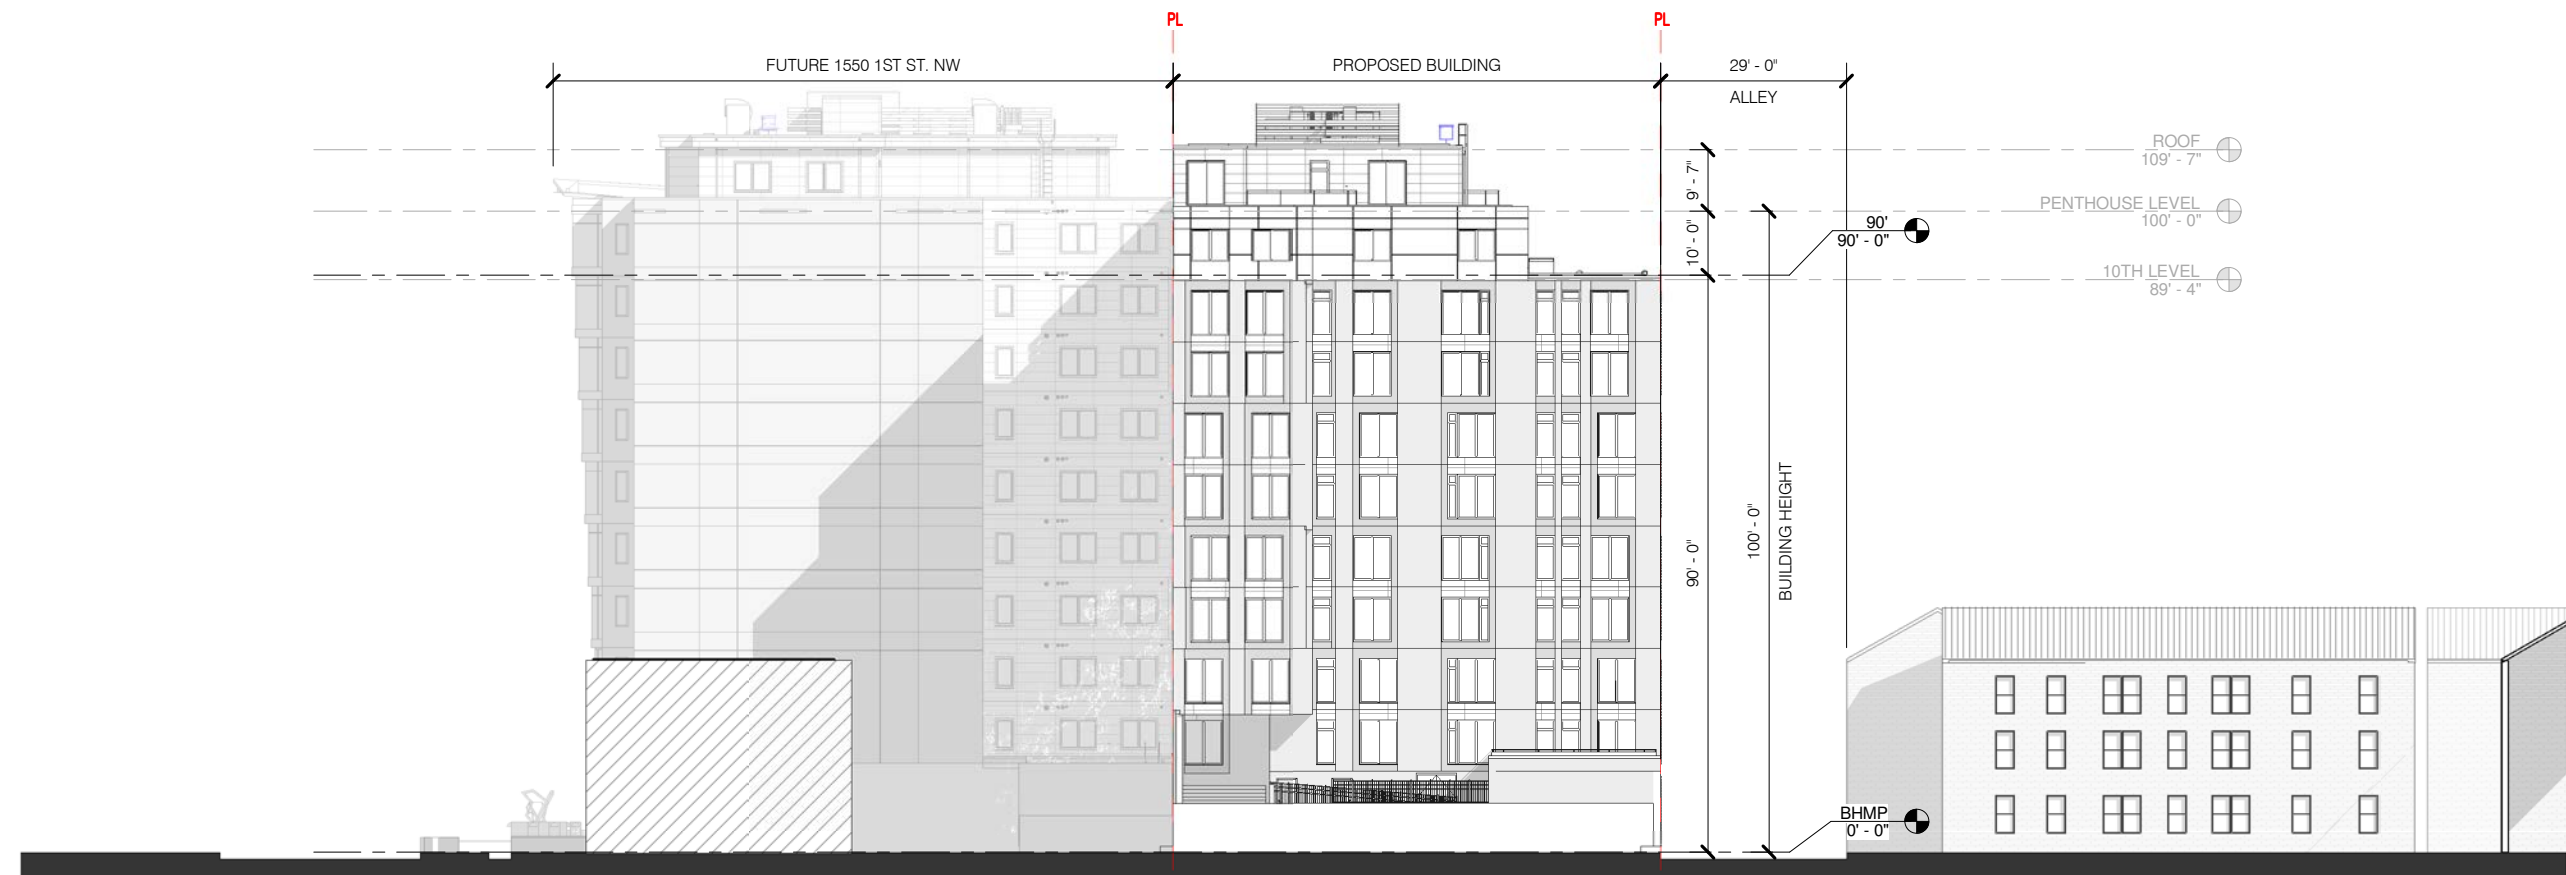 PL
PL
FUTURE 1550 1ST ST. NW
PROPOSED BUILDING
29' - 0"
ALLEY
ROOF
109' - 7"
9' - 7"
PENTHOUSE LEVEL
100' - 0"
90'
90' - 0"
10' - 0"
10TH LEVEL
89' - 4"
90' - 0"
100' - 0"
BUILDING HEIGHT
BHMP
0' - 0"